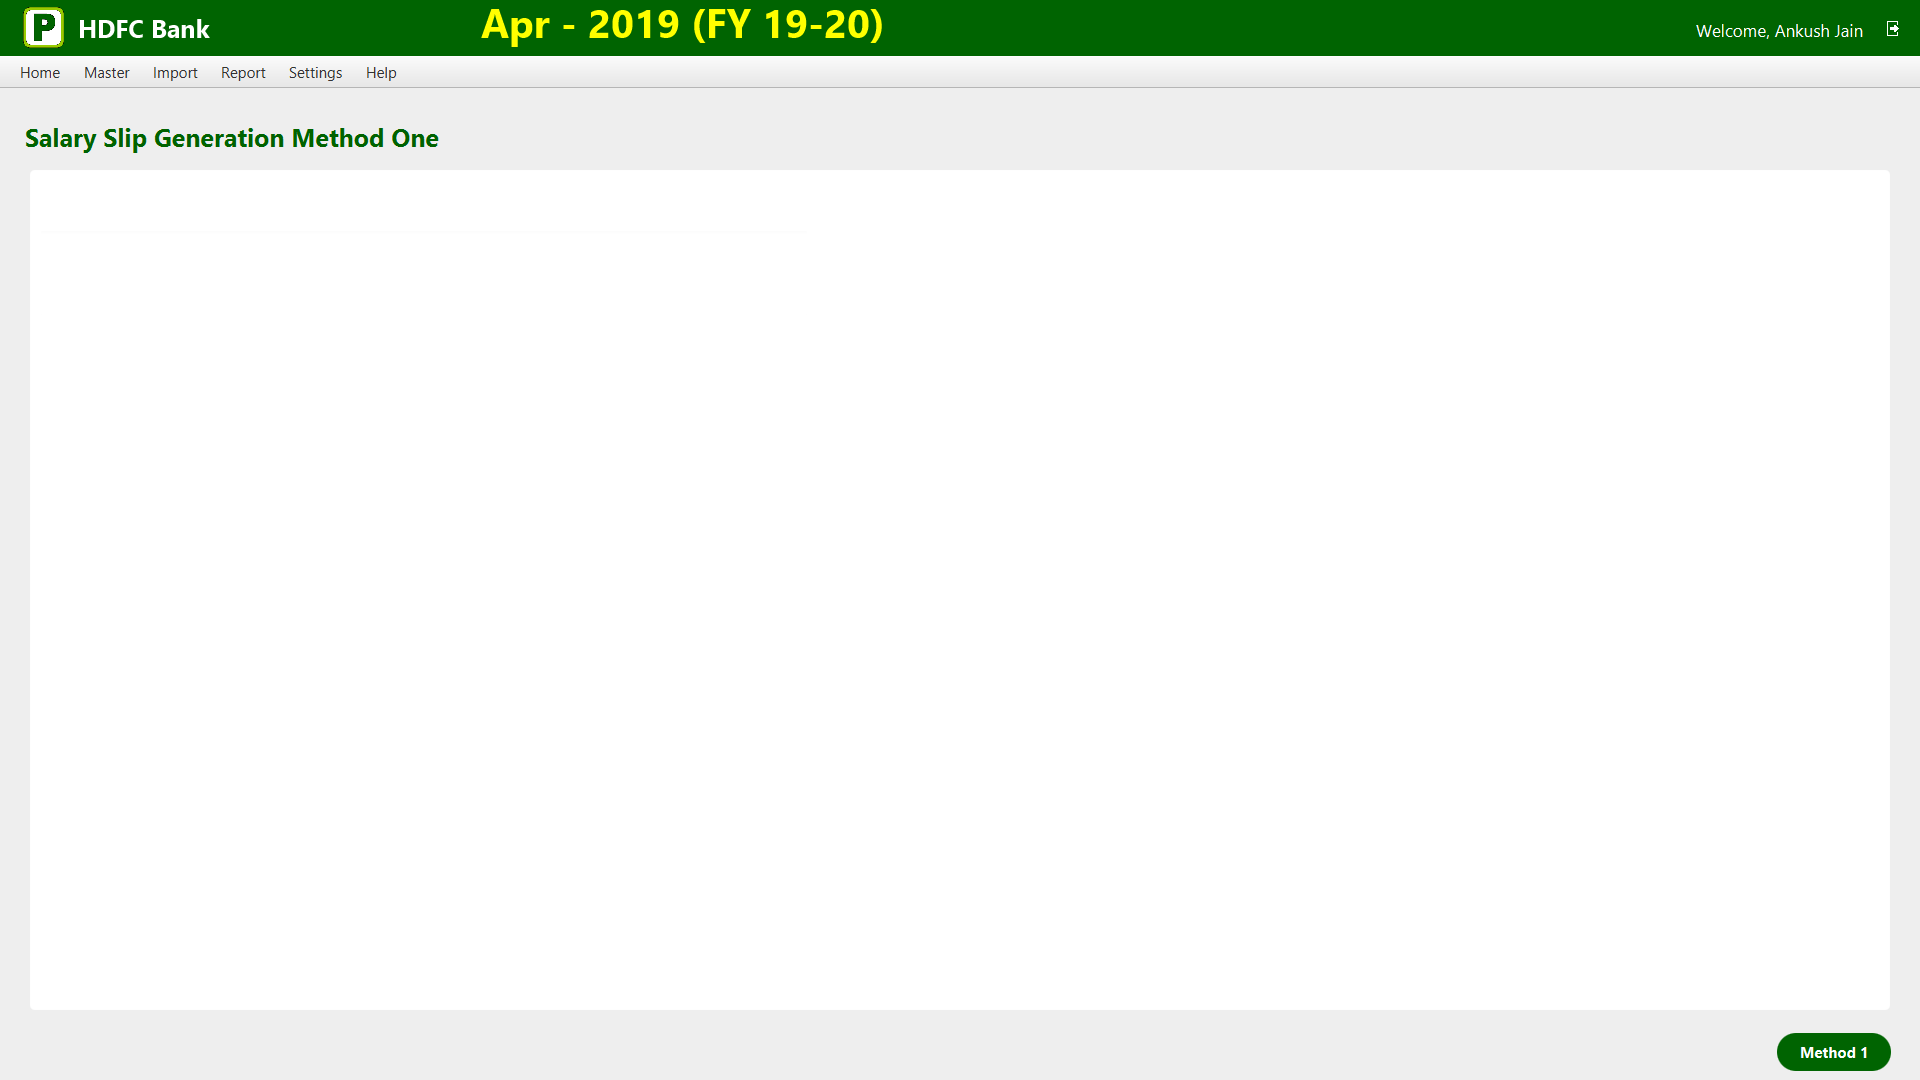 P HDFC Bank
Apr - 2019 (FY 19-20)
Welcome, Ankush Jain
Home Master Import Report Settings Help
Salary Slip Generation Method One
Method 1